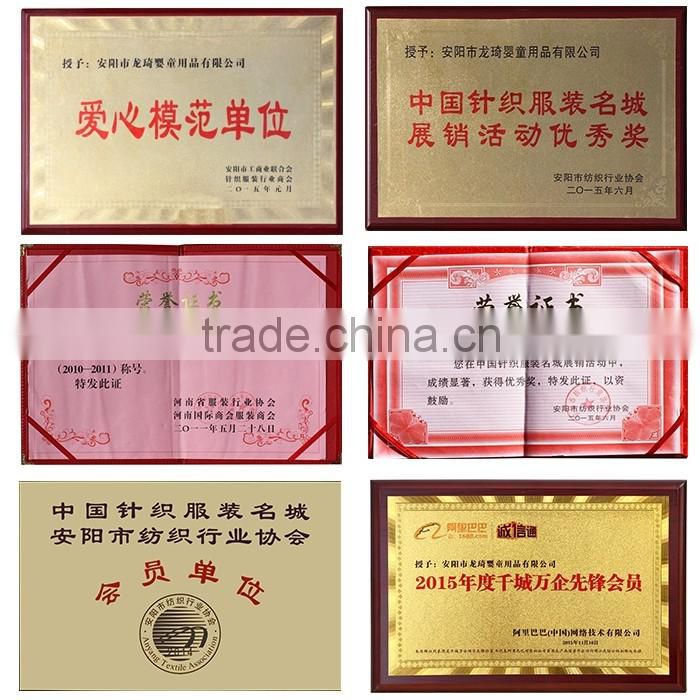 授予：安阳市龙琦婴童用品有限公司
爱心模范单位
安阳市工商业联合会
针织服装行业商会
二〇一五年元月
授予：安阳市龙琦婴童用品有限公司
中国针织服装名城
展销活动优秀奖
安阳市纺织行业协会
二〇一五年六月
荣誉证书
(2010-2011) 称号。
特发此证
河南省服装行业协会
河南国际商会服装商会
二〇一一年五月二十八日
荣誉证书
您在中国针织服装名城展销活动中，
成绩显著，获得优秀奖，特发此证，以资
鼓励。
安阳市纺织行业协会
二〇一五年六月
trade.china.cn
中国针织服装名城
安阳市纺织行业协会
会员单位
安阳市纺织行业协会
2014
Anyang Textile Association
阿里巴巴
1688.com
诚信通
授予：安阳市龙琦婴童用品有限公司
2015年度千城万企先锋会员
阿里巴巴(中国)网络技术有限公司